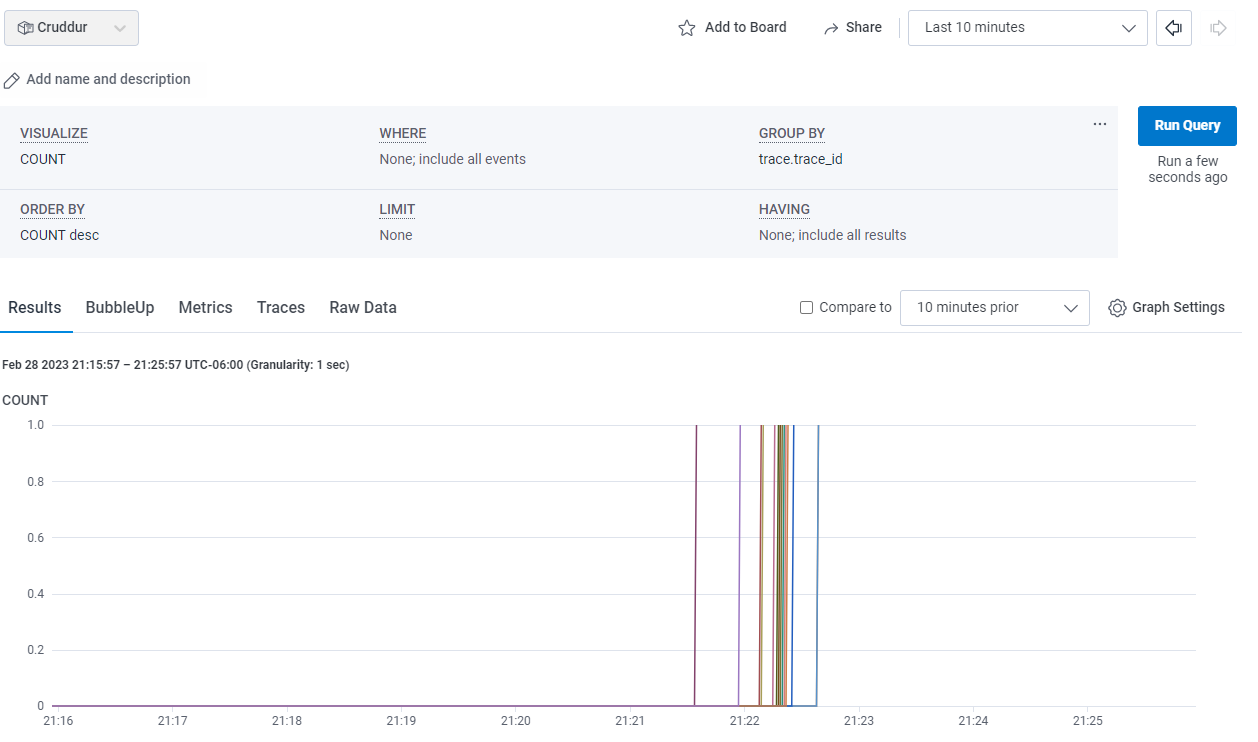 Cruddur
Add to Board
Share
Last 10 minutes
Add name and description
VISUALIZE
COUNT
WHERE
None; include all events
GROUP BY
trace.trace_id
...
Run Query
Run a few
seconds ago
ORDER BY
COUNT desc
LIMIT
None
HAVING
None; include all results
Results
BubbleUp
Metrics
Traces
Raw Data
Compare to
10 minutes prior
Graph Settings
Feb 28 2023 21:15:57 – 21:25:57 UTC-06:00 (Granularity: 1 sec)
COUNT
1.0
0.8
0.6
0.4
0.2
0
21:16 21:17 21:18 21:19 21:20 21:21 21:22 21:23 21:24 21:25